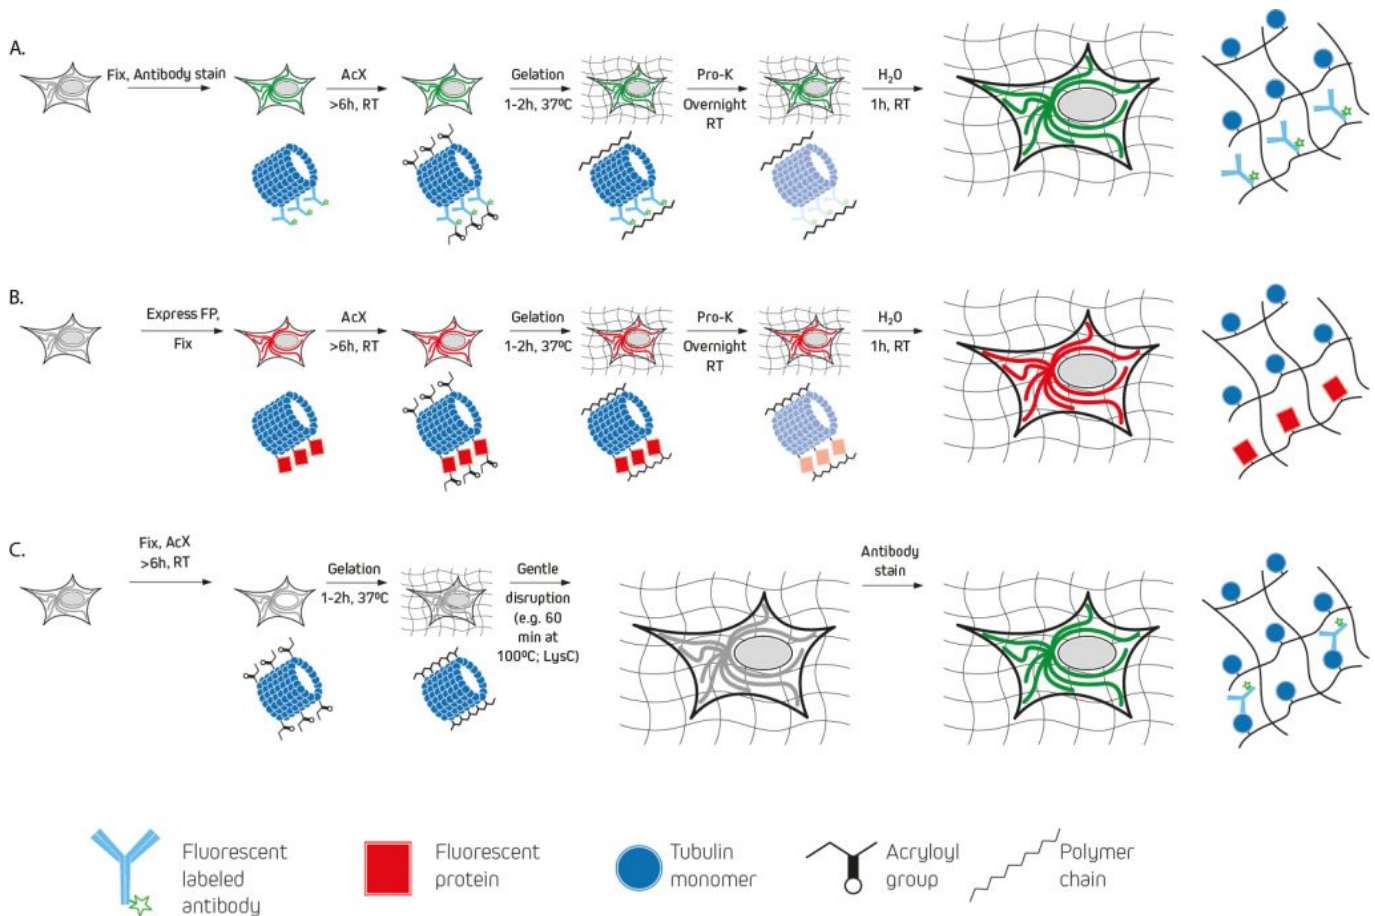 A.
Fix, Antibody stain
AcX
>6h, RT
Gelation
1-2h, 37ºC
Pro-K
Overnight
RT
H₂O
1h, RT
B.
Express FP,
Fix
AcX
>6h, RT
Gelation
1-2h, 37ºC
Pro-K
Overnight
RT
H₂O
1h, RT
C.
Fix, AcX
>6h, RT
Gelation
1-2h, 37ºC
Gentle
disruption
(e.g. 60
min at
100ºC; LysC)
Antibody
stain
Fluorescent
labeled
antibody
Fluorescent
protein
Tubulin
monomer
Acryloyl
group
Polymer
chain